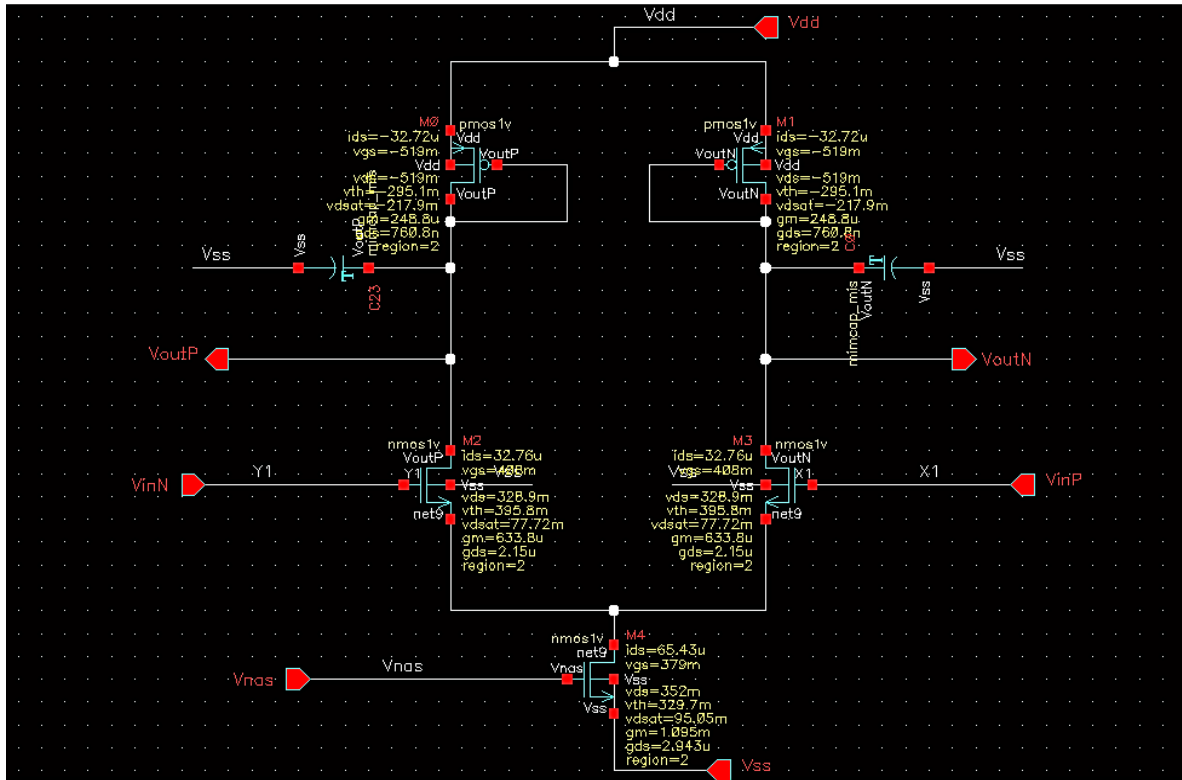 Vdd
Vdd
M0
pmos1v
ids=-32.72u
Vdd
vgs=-519m
VoutP
Vdd
vds=-519m
vth=-295.1m
VoutP
vdsat=-217.9m
gm=248.8u
gds=760.8n
region=2
pmos1v
M1
ids=-32.72u
Vdd
vgs=-519m
VoutN
Vdd
vds=-519m
vth=-295.1m
VoutN
vdsat=-217.9m
gm=248.8u
gds=760.8n
region=2
Vss
Vss
VoutP
mimcap_mis
C23
mimcap_mis
VoutN
Vss
Vss
VoutP
VoutN
nmos1v
M2
VoutP
ids=32.76u
vgs=408m
Vss
Vss
vds=328.9m
vth=395.8m
vdsat=77.72m
gm=633.8u
gds=2.15u
region=2
VinN
Y1
Y1
net9
M3
nmos1v
ids=32.76u
VoutN
vgs=408m
Vss
Vss
vds=328.9m
vth=395.8m
vdsat=77.72m
gm=633.8u
gds=2.15u
region=2
X1
X1
VinP
net9
nmos1v
M4
net9
ids=65.43u
vgs=379m
Vnas
Vnas
Vnas
Vss
vds=352m
vth=329.7m
Vss
vdsat=95.05m
gm=1.095m
gds=2.943u
region=2
Vss